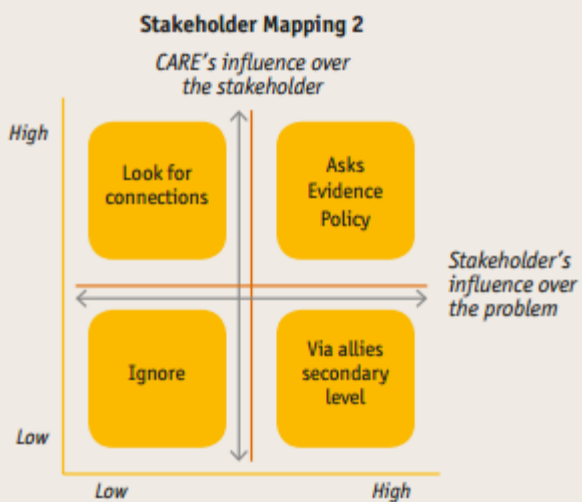 Stakeholder Mapping 2
CARE's influence over
the stakeholder
High
Look for
connections
Asks
Evidence
Policy
Stakeholder's
influence over
the problem
Ignore
Via allies
secondary
level
Low
Low
High